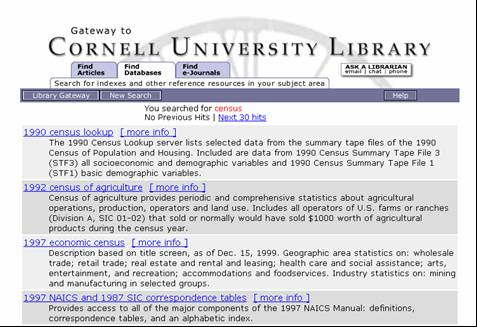 Gateway to
CORNELL UNIVERSITY LIBRARY
Find Articles
Find Databases
Find e-Journals
ASK A LIBRARIAN
email | chat | phone
Search for indexes and other reference resources in your subject area
Library Gateway New Search Help
You searched for census
No Previous Hits | Next 30 hits
1990 census lookup [ more info ]
The 1990 Census Lookup server lists selected data from the summary tape files of the 1990
Census of Population and Housing. Included are data from 1990 Census Summary Tape File 3
(STF3) all socioeconomic and demographic variables and 1990 Census Summary Tape File 1
(STF1) basic demographic variables.
1992 census of agriculture [ more info ]
Census of agriculture provides periodic and comprehensive statistics about agricultural
operations, production, operators and land use. Includes all operators of U.S. farms or ranches
(Division A, SIC 01-02) that sold or normally would have sold $1000 worth of agricultural
products during the census year.
1997 economic census [ more info ]
Description based on title screen, as of Dec. 15, 1999. Geographic area statistics on: wholesale
trade; retail trade; real estate and rental and leasing; health care and social assistance; arts,
entertainment, and recreation; accommodations and foodservices. Industry statistics on: mining
and manufacturing in selected groups.
1997 NAICS and 1987 SIC correspondence tables [ more info ]
Provides access to all of the major components of the 1997 NAICS Manual: definitions,
correspondence tables, and an alphabetic index.